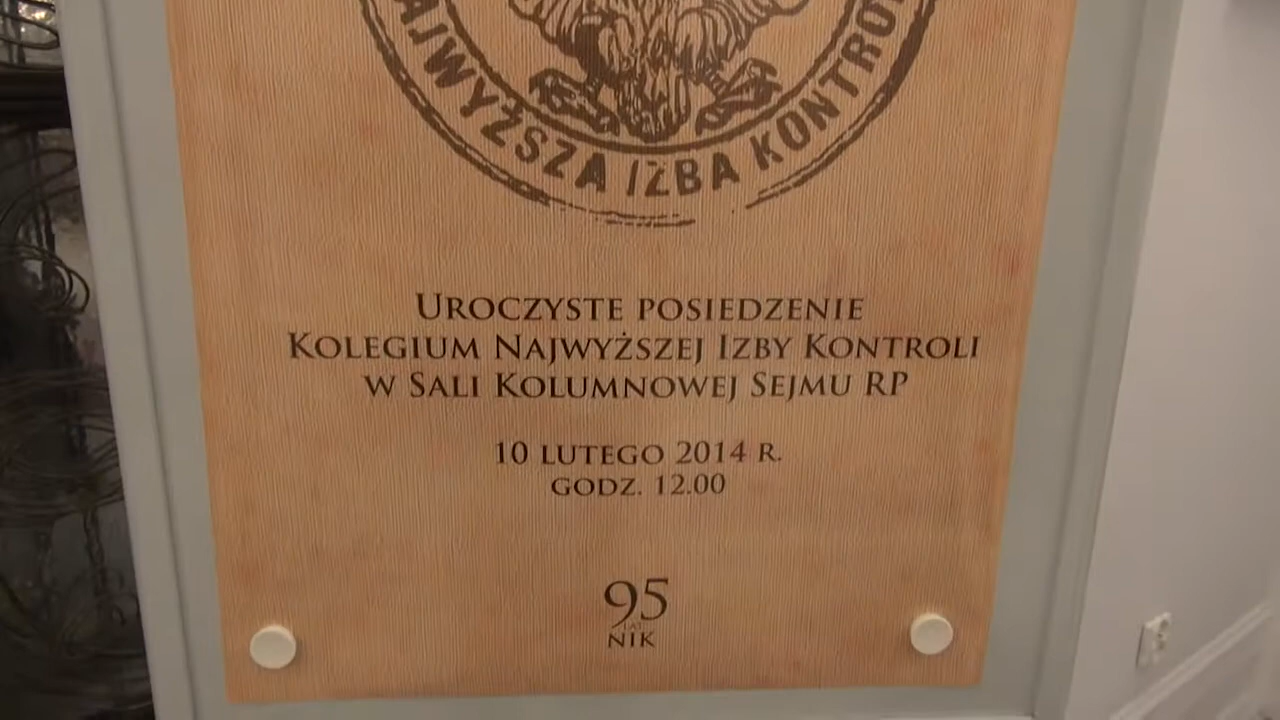 NAJWYŻSZA IZBA KONTROLI
UROCZYSTE POSIEDZENIE
KOLEGIUM NAJWYŻSZEJ IZBY KONTROLI
W SALI KOLUMNOWEJ SEJMU RP
10 LUTEGO 2014 R.
GODZ. 12.00
95
LAT
NIK